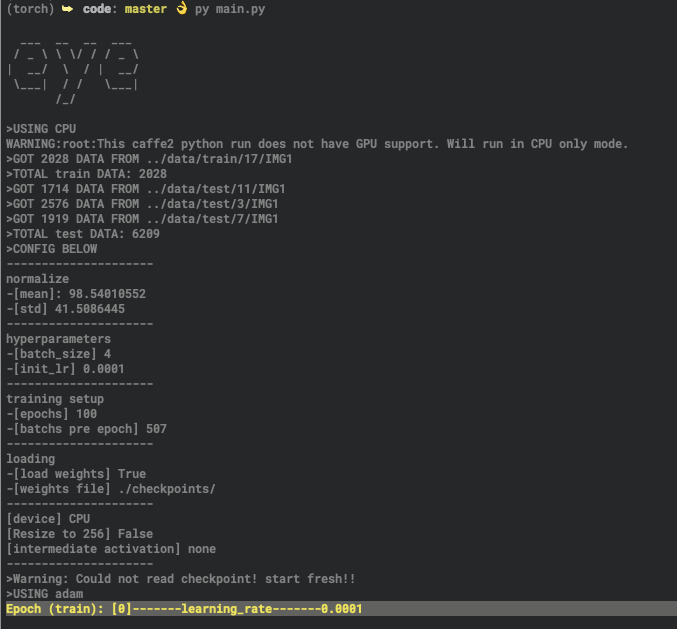 (torch) ➥ code: master 👌 py main.py
  ___  __  __  ___
 / _ \ \ \/ / / _ \
|  __/  \  / |  __/
 \___|  / /   \___|
       /_/
>USING CPU
WARNING:root:This caffe2 python run does not have GPU support. Will run in CPU only mode.
>GOT 2028 DATA FROM ../data/train/17/IMG1
>TOTAL train DATA: 2028
>GOT 1714 DATA FROM ../data/test/11/IMG1
>GOT 2576 DATA FROM ../data/test/3/IMG1
>GOT 1919 DATA FROM ../data/test/7/IMG1
>TOTAL test DATA: 6209
>CONFIG BELOW
---------------------
normalize
-[mean]: 98.54010552
-[std] 41.5086445
---------------------
hyperparameters
-[batch_size] 4
-[init_lr] 0.0001
---------------------
training setup
-[epochs] 100
-[batchs pre epoch] 507
---------------------
loading
-[load weights] True
-[weights file] ./checkpoints/
---------------------
[device] CPU
[Resize to 256] False
[intermediate activation] none
---------------------
>Warning: Could not read checkpoint! start fresh!!
>USING adam
Epoch (train): [0]-------learning_rate-------0.0001